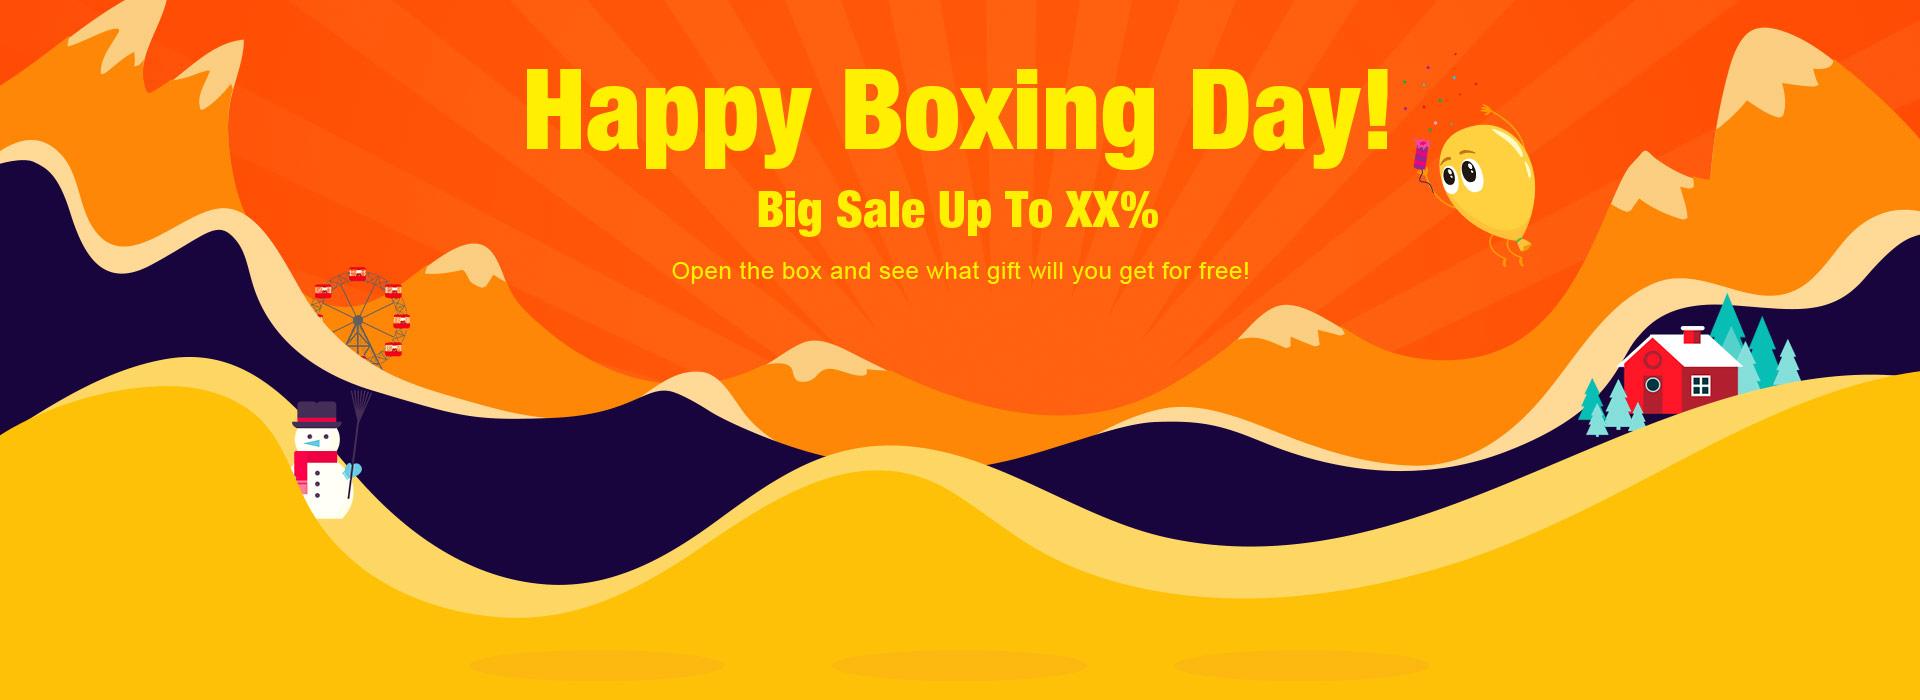 Happy Boxing Day!
Big Sale Up To XX%
Open the box and see what gift will you get for free!